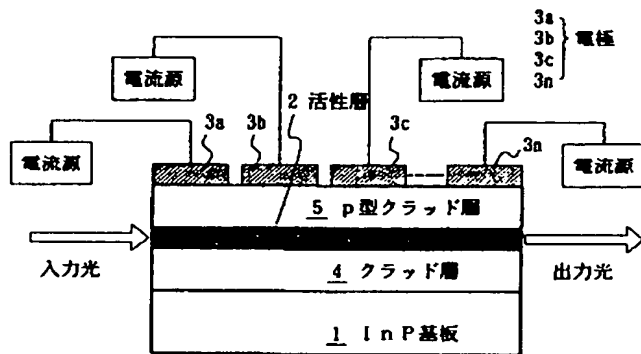 3a
3b
3c
3n
電極
電流源
電流源
電流源
電流源
2 活性層
3a
3b
3c
3n
5 p型クラッド層
入力光
出力光
4 クラッド層
1 InP基板